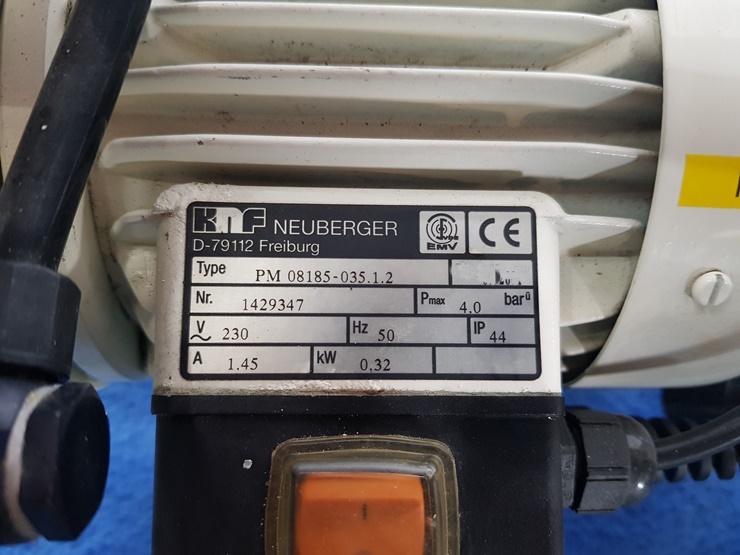 KNF NEUBERGER
D-79112 Freiburg
EMV
CE
Type PM 08185-035.1.2
Nr. 1429347 Pmax 4.0 barü
V ~ 230 Hz 50 IP 44
A 1.45 kW 0,32